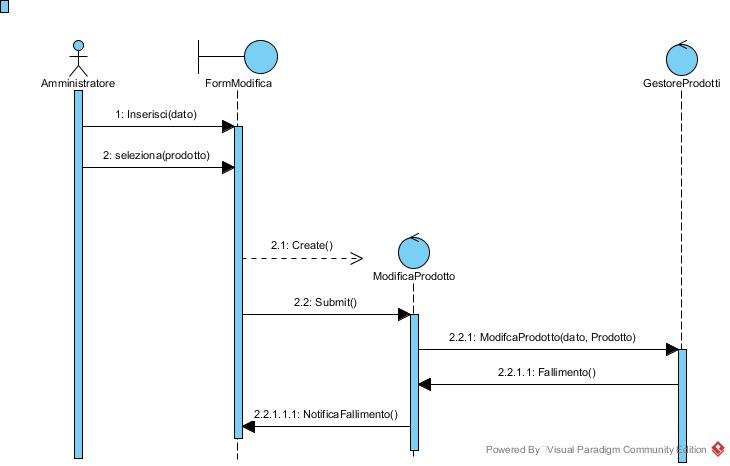 Amministratore
FormModifica
GestoreProdotti
1: Inserisci(dato)
2: seleziona(prodotto)
2.1: Create()
ModificaProdotto
2.2: Submit()
2.2.1: ModifcaProdotto(dato, Prodotto)
2.2.1.1: Fallimento()
2.2.1.1.1: NotificaFallimento()
Powered By Visual Paradigm Community Edition